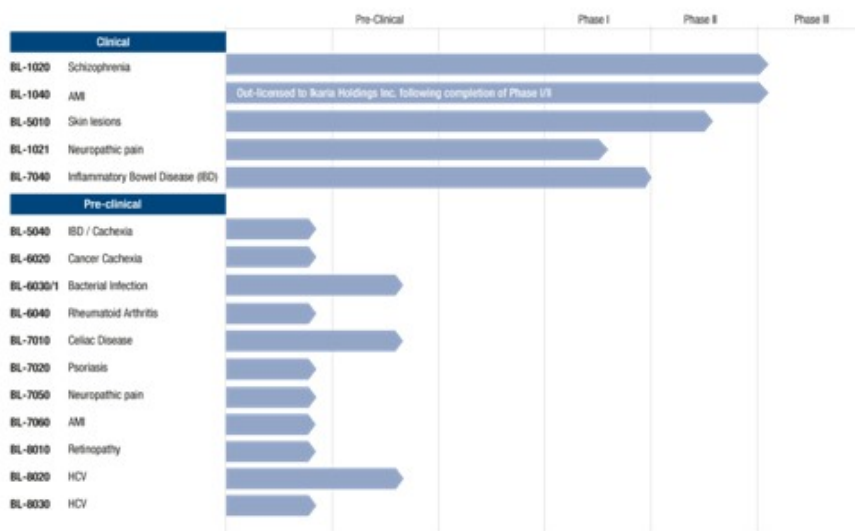 Pre-Clinical Phase I Phase II Phase III
Clinical
BL-1020 Schizophrenia
BL-1040 AMI Out-licensed to Ikaria Holdings Inc. following completion of Phase I/II
BL-5010 Skin lesions
BL-1021 Neuropathic pain
BL-7040 Inflammatory Bowel Disease (IBD)
Pre-clinical
BL-5040 IBD / Cachexia
BL-6020 Cancer Cachexia
BL-6030/1 Bacterial Infection
BL-6040 Rheumatoid Arthritis
BL-7010 Celiac Disease
BL-7020 Psoriasis
BL-7050 Neuropathic pain
BL-7060 AMI
BL-8010 Retinopathy
BL-8020 HCV
BL-8030 HCV